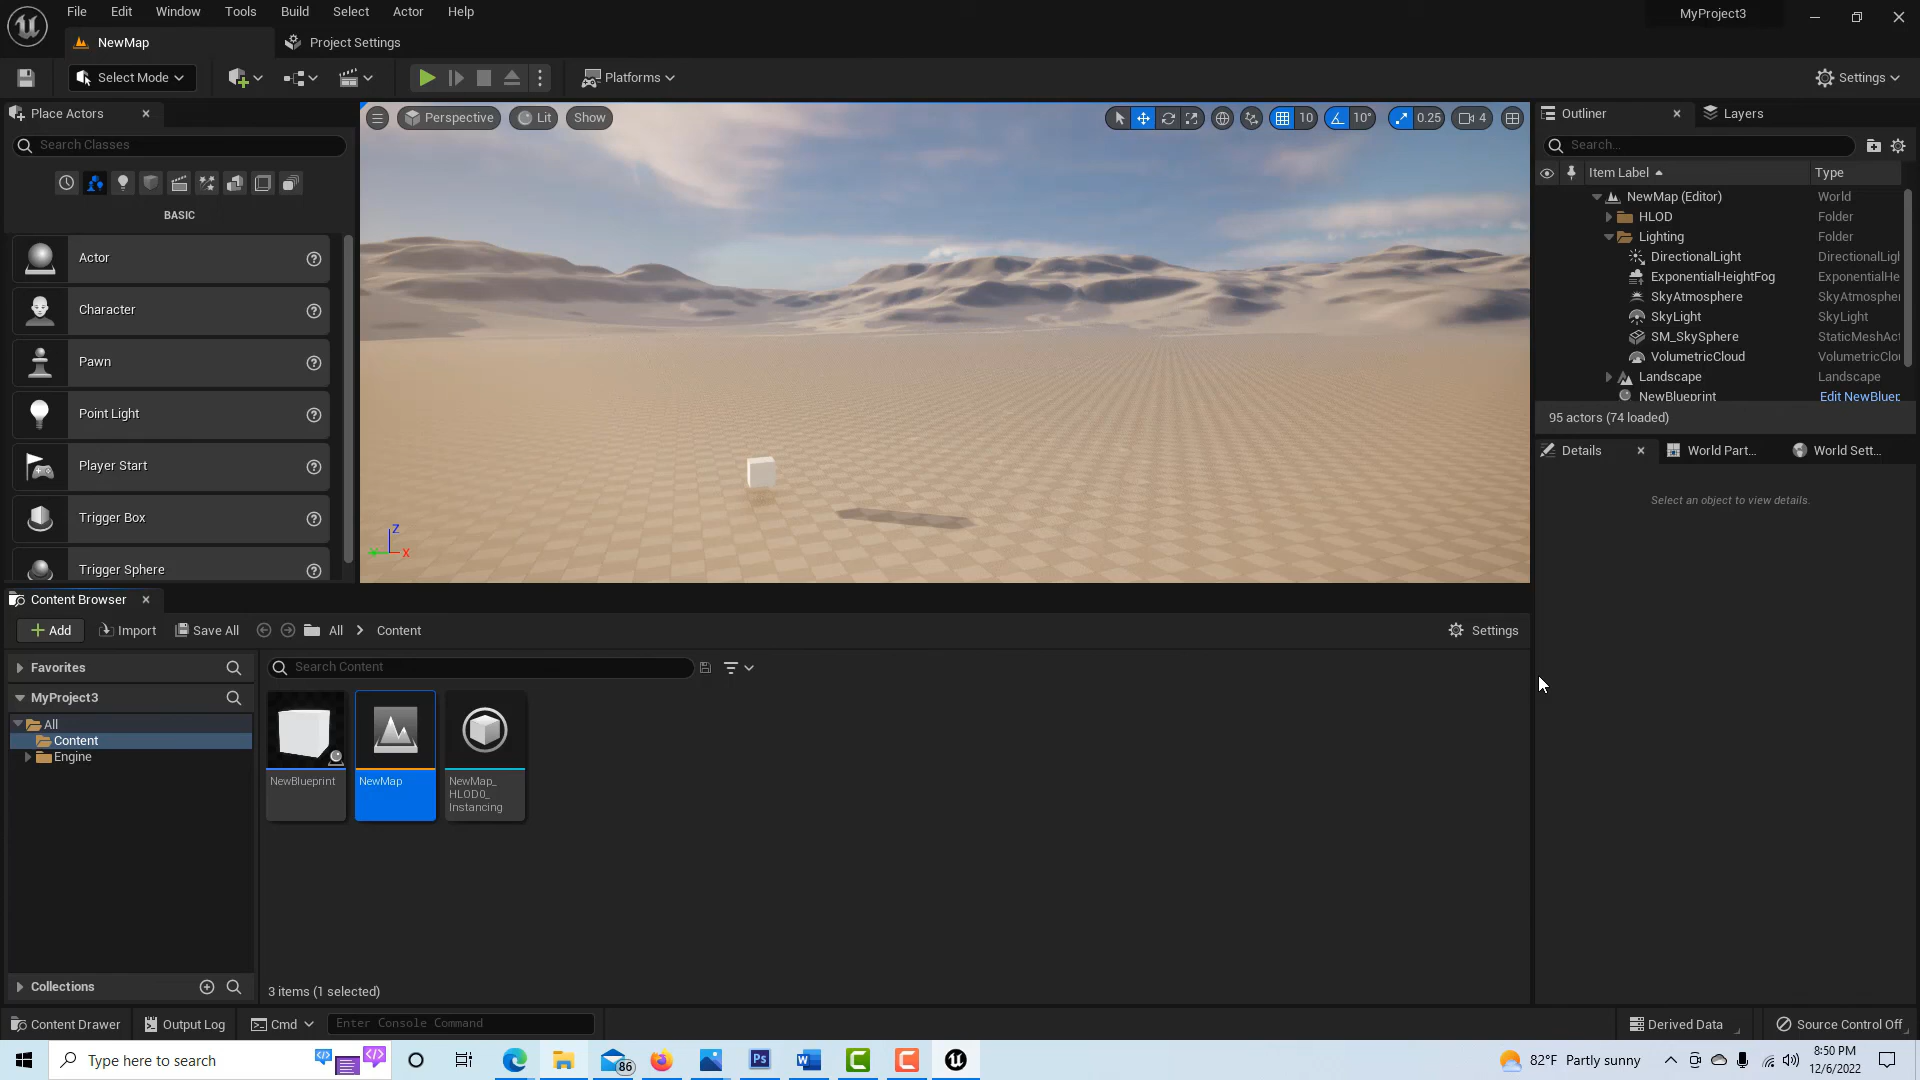 File Edit Window Tools Build Select Actor Help
MyProject3
NewMap
Project Settings
Select Mode
Platforms
Settings
Place Actors
Search Classes
BASIC
Actor
Character
Pawn
Point Light
Player Start
Trigger Box
Trigger Sphere
Perspective
Lit
Show
10
10°
0.25
4
Z
X
Outliner
Layers
Search...
Item Label
Type
NewMap (Editor) World
HLOD Folder
Lighting Folder
DirectionalLight DirectionalLigl
ExponentialHeightFog ExponentialHe
SkyAtmosphere SkyAtmospher
SkyLight SkyLight
SM_SkySphere StaticMeshAct
VolumetricCloud VolumetricClou
Landscape Landscape
NewBlueprint Edit NewBluep
95 actors (74 loaded)
Details
World Part...
World Sett...
Select an object to view details.
Content Browser
Add
Import
Save All
All
Content
Settings
Favorites
MyProject3
All
Content
Engine
Collections
Search Content
NewBlueprint
NewMap
NewMap_
HLOD0_
Instancing
3 items (1 selected)
Content Drawer
Output Log
Cmd
Enter Console Command
Derived Data
Source Control Off
Type here to search
86
Ps
82°F Partly sunny
8:50 PM
12/6/2022